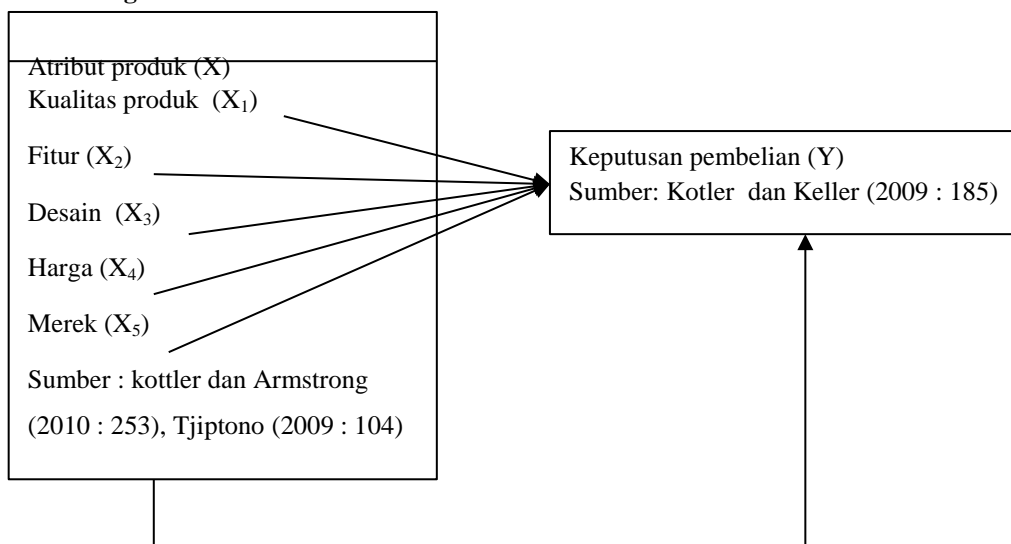 Atribut produk (X)
Kualitas produk (X₁)
Fitur (X₂)
Desain (X₃)
Harga (X₄)
Merek (X₅)
Sumber : kottler dan Armstrong
(2010 : 253), Tjiptono (2009 : 104)
Keputusan pembelian (Y)
Sumber: Kotler dan Keller (2009 : 185)